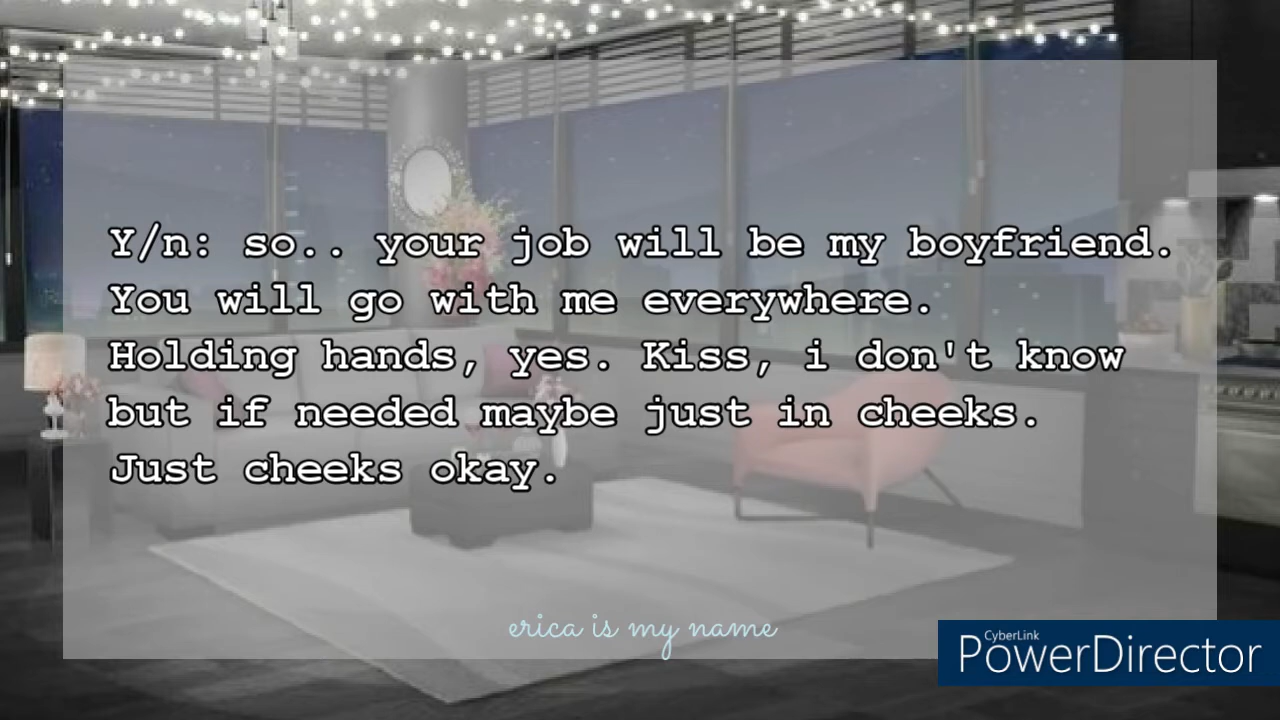 Y/n: so.. your job will be my boyfriend.
You will go with me everywhere.
Holding hands, yes. Kiss, i don't know
but if needed maybe just in cheeks.
Just cheeks okay.
erica is my name
CyberLink
PowerDirector